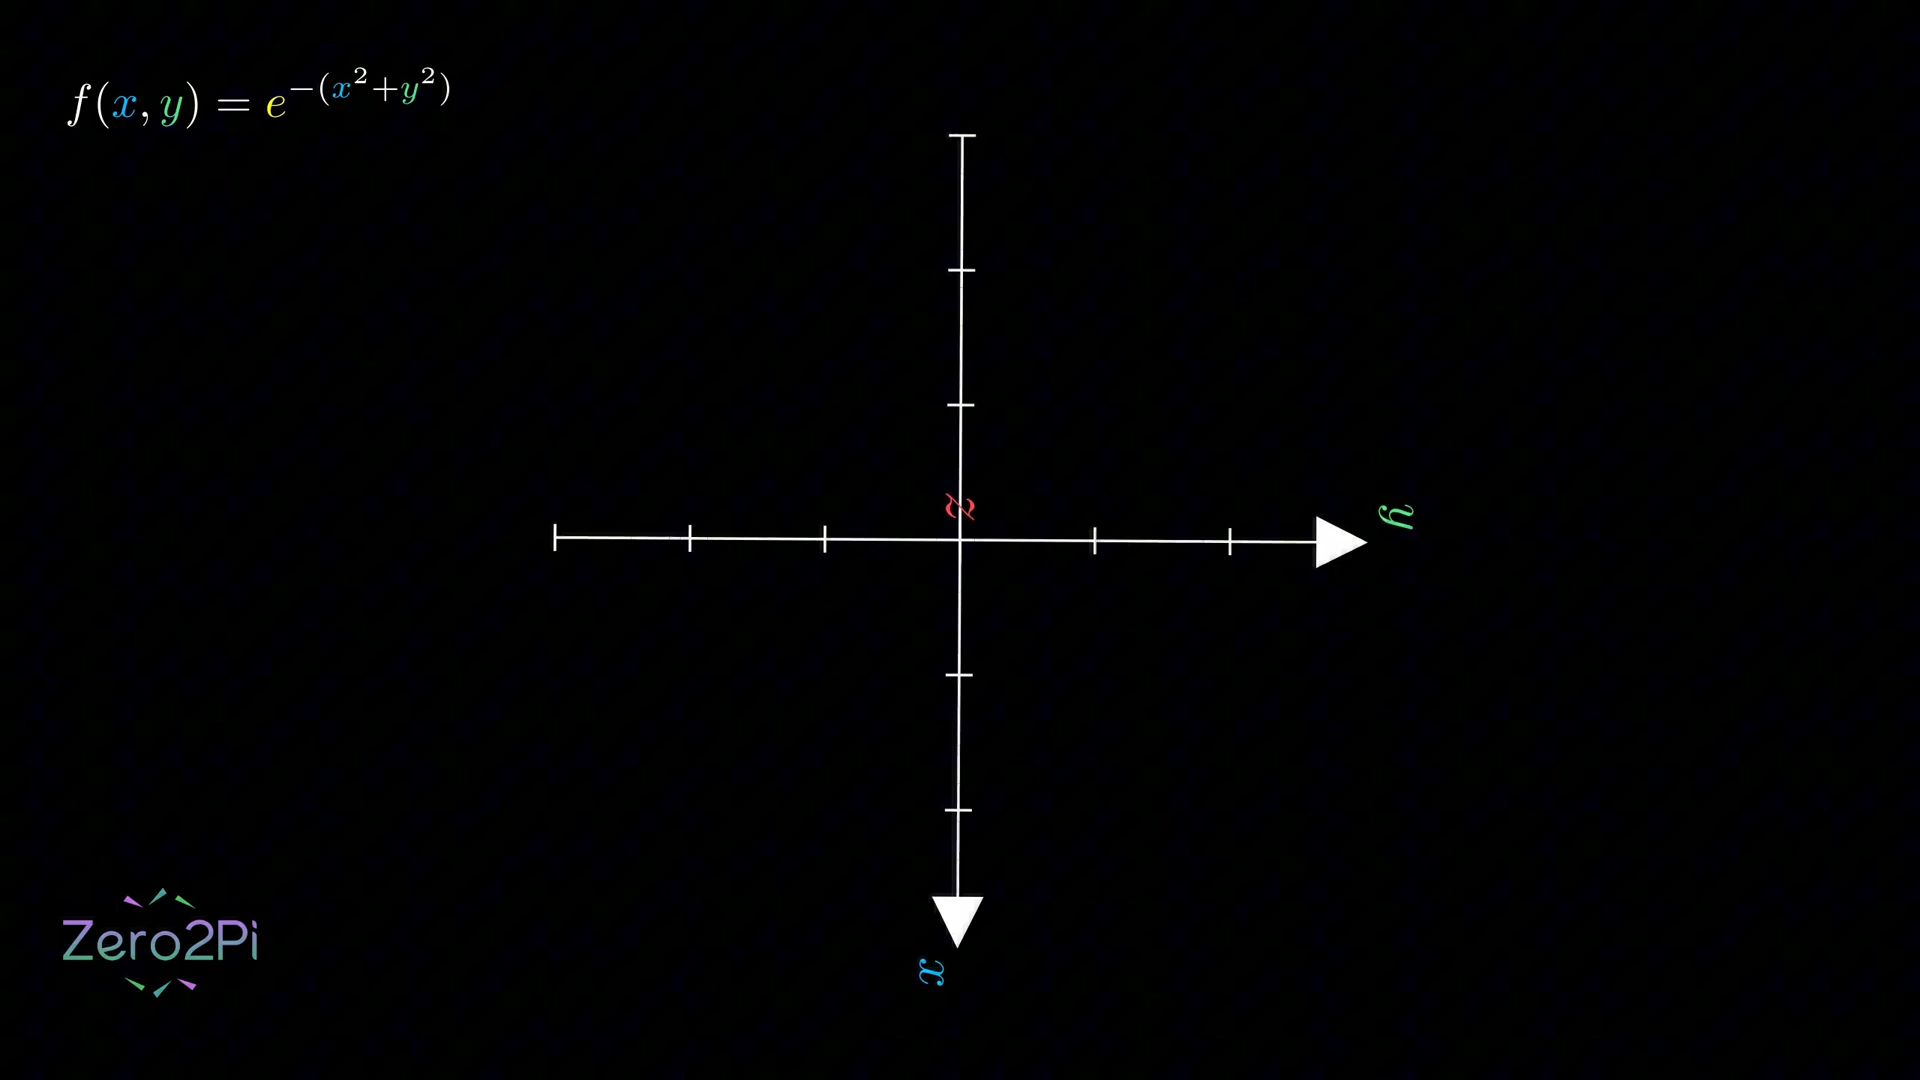 f(x, y) = e^{-(x^2+y^2)}
z
y
x
Zero2Pi